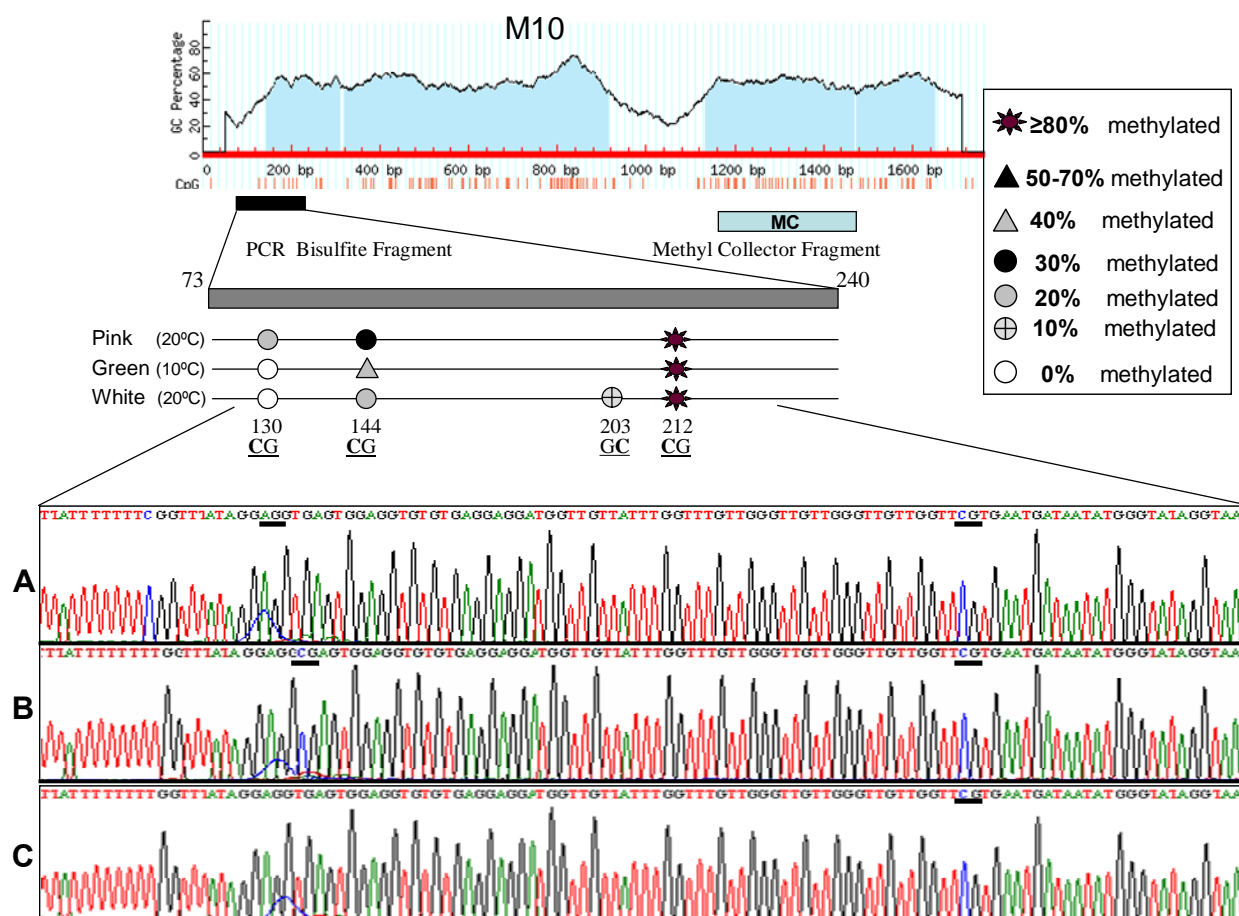 M10
GC Percentage
80
60
40
20
0
0 200 bp 400 bp 600 bp 800 bp 1000 bp 1200 bp 1400 bp 1600 bp
CpG
≥80% methylated
50-70% methylated
40% methylated
30% methylated
20% methylated
10% methylated
0% methylated
MC
PCR Bisulfite Fragment
Methyl Collector Fragment
73
240
Pink (20ºC)
Green (10ºC)
White (20ºC)
130 144 203 212
CG CG GC CG
TTATTTTTTTCGGTTTATAGGAGGTGAGTGGAGGTGTGTGAGGAGGATGGTTGTTATTTGGTTTGTTGGGTTGTTGGGTTGTTGGTTCGTGAATGATAATATGGGTATAGGTAA
A
TTATTTTTTTTTGGTTTATAGGAGCCGAGTGGAGGTGTGTGAGGAGGATGGTTGTTATTTGGTTTGTTGGGTTGTTGGGTTGTTGGTTCGTGAATGATAATATGGGTATAGGTAA
B
TTATTTTTTTTTGGTTTATAGGAGGTGAGTGGAGGTGTGTGAGGAGGATGGTTGTTATTTGGTTTGTTGGGTTGTTGGGTTGTTGGTTCGTGAATGATAATATGGGTATAGGTAA
C